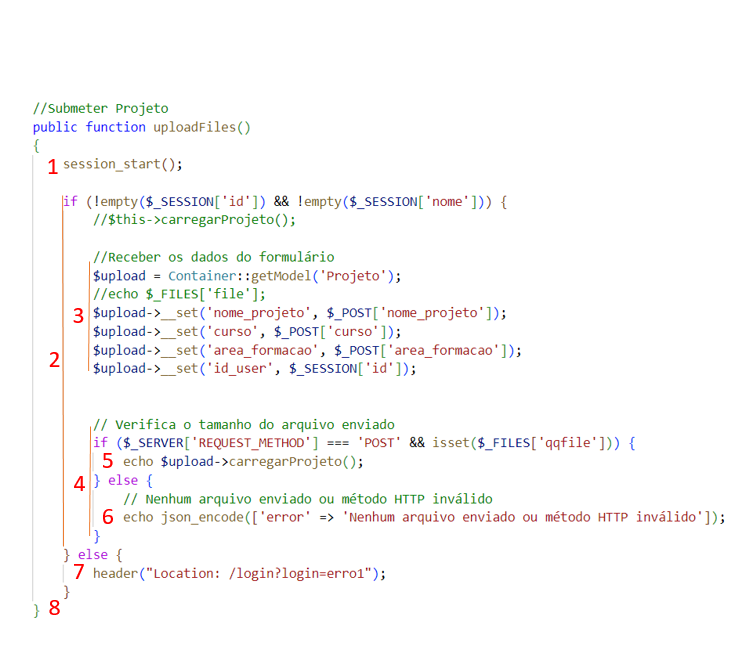 //Submeter Projeto
public function uploadFiles()
{
1 session_start();
if (!empty($_SESSION['id']) && !empty($_SESSION['nome'])) {
//$this->carregarProjeto();
//Receber os dados do formulário
$upload = Container::getModel('Projeto');
//echo $_FILES['file'];
3 $upload->__set('nome_projeto', $_POST['nome_projeto']);
$upload->__set('curso', $_POST['curso']);
2 $upload->__set('area_formacao', $_POST['area_formacao']);
$upload->__set('id_user', $_SESSION['id']);
// Verifica o tamanho do arquivo enviado
if ($_SERVER['REQUEST_METHOD'] === 'POST' && isset($_FILES['qqfile'])) {
5 echo $upload->carregarProjeto();
4 } else {
// Nenhum arquivo enviado ou método HTTP inválido
6 echo json_encode(['error' => 'Nenhum arquivo enviado ou método HTTP inválido']);
}
} else {
7 header("Location: /login?login=erro1");
}
} 8